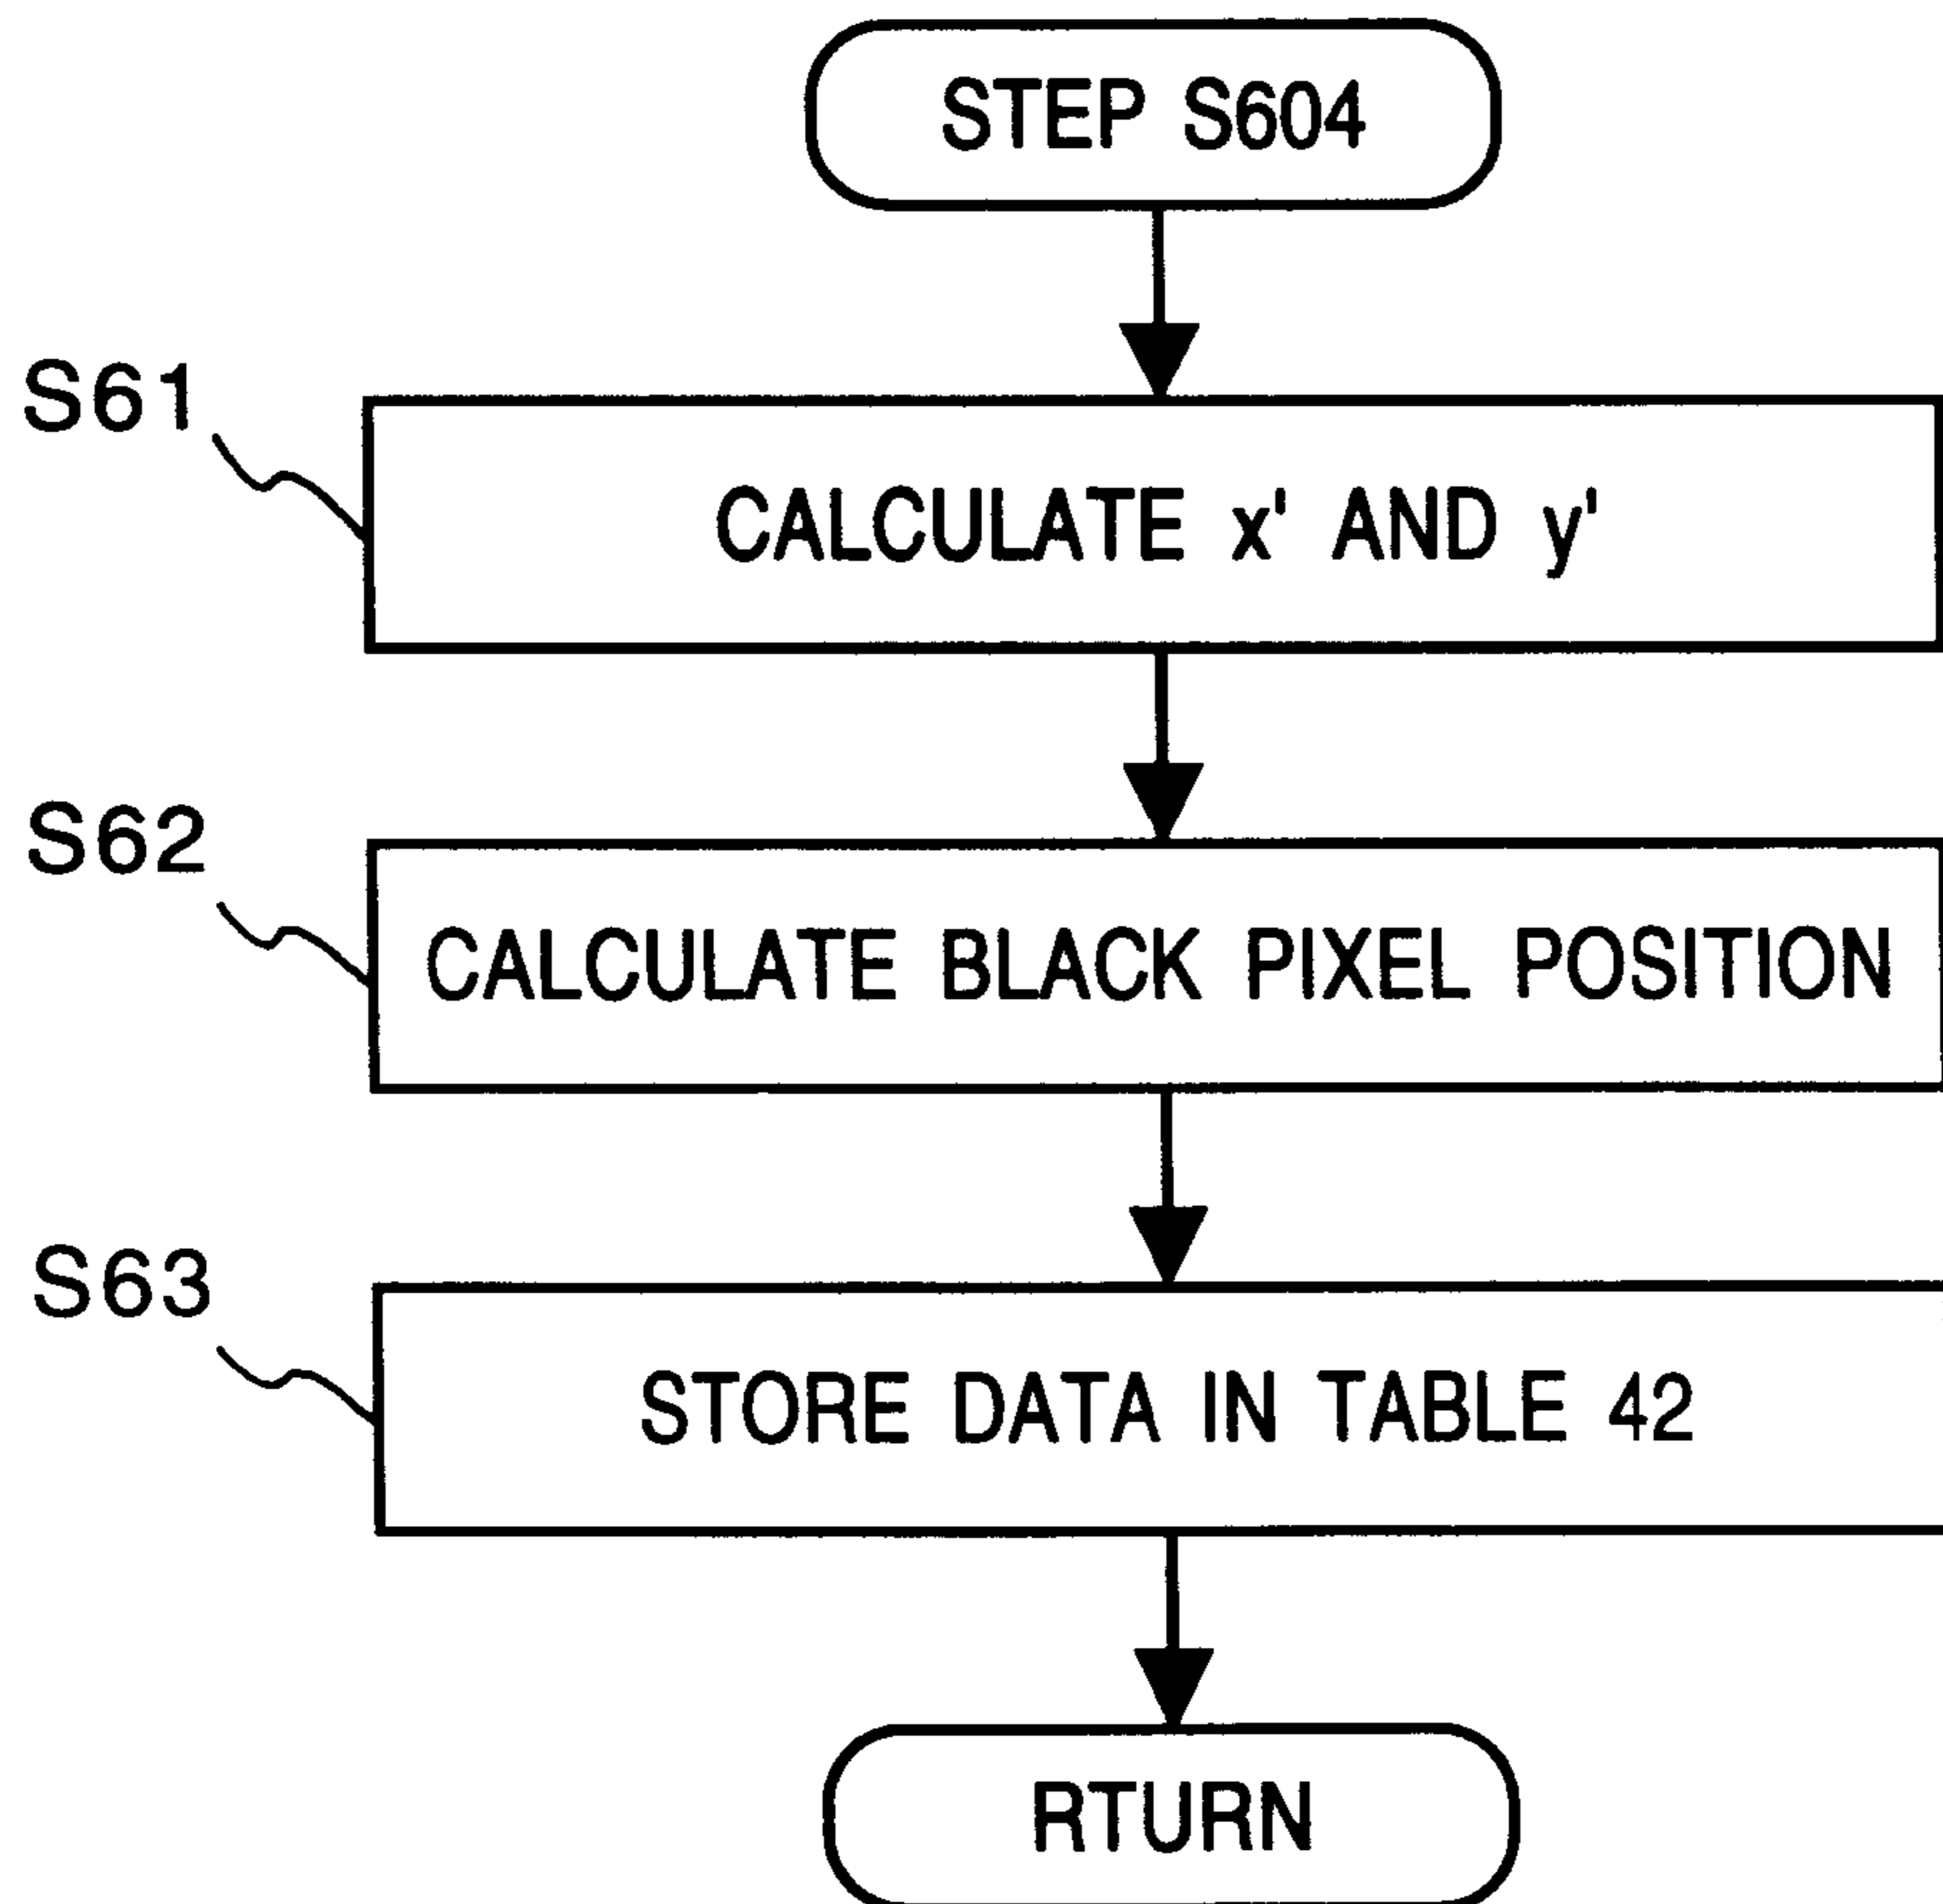 STEP S604
S61
CALCULATE x' AND y'
S62
CALCULATE BLACK PIXEL POSITION
S63
STORE DATA IN TABLE 42
RTURN